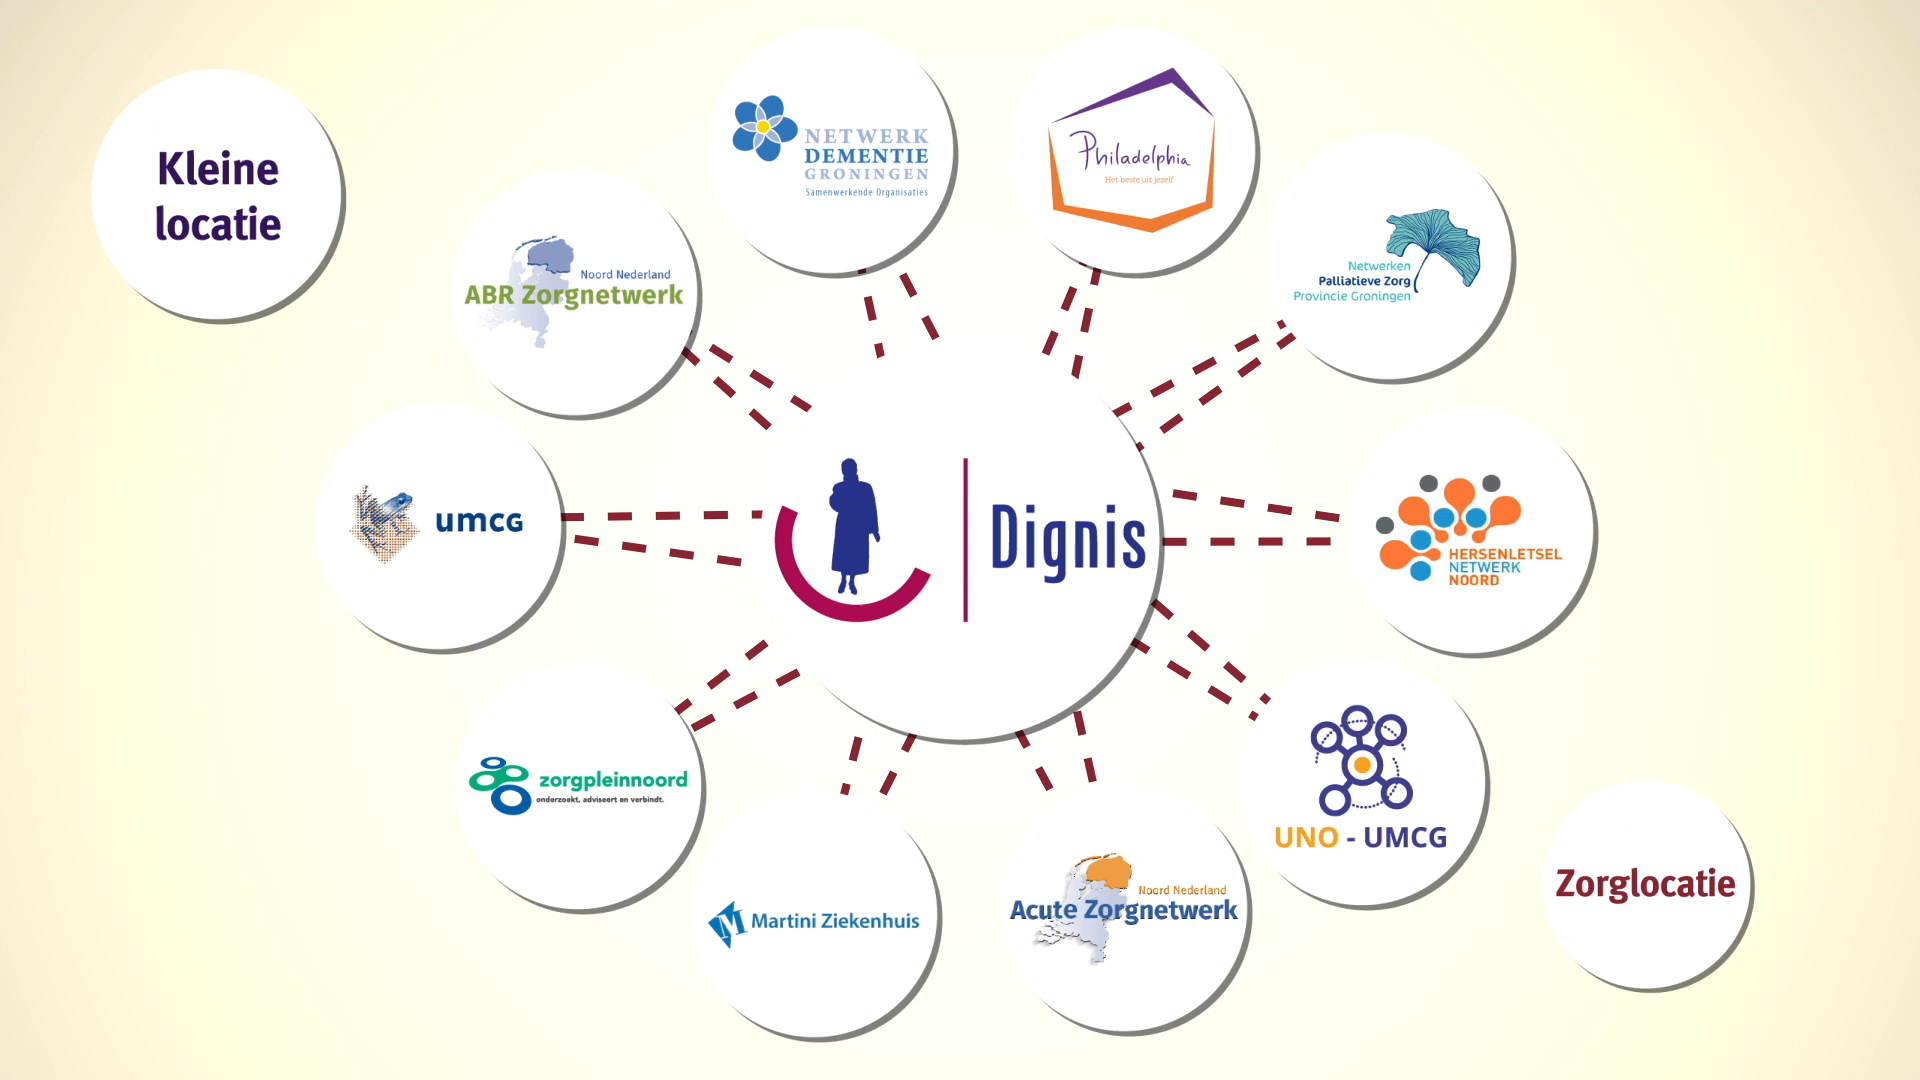 Kleine
locatie
NETWERK
DEMENTIE
GRONINGEN
Samenwerkende Organisaties
Philadelphia
Het beste uit jezelf
Noord Nederland
ABR Zorgnetwerk
Netwerken
Palliatieve Zorg
Provincie Groningen
umcg
Dignis
HERSENLETSEL
NETWERK
NOORD
zorgpleinnoord
onderzoekt, adviseert en verbindt.
UNO - UMCG
M
Martini Ziekenhuis
Noord Nederland
Acute Zorgnetwerk
Zorglocatie